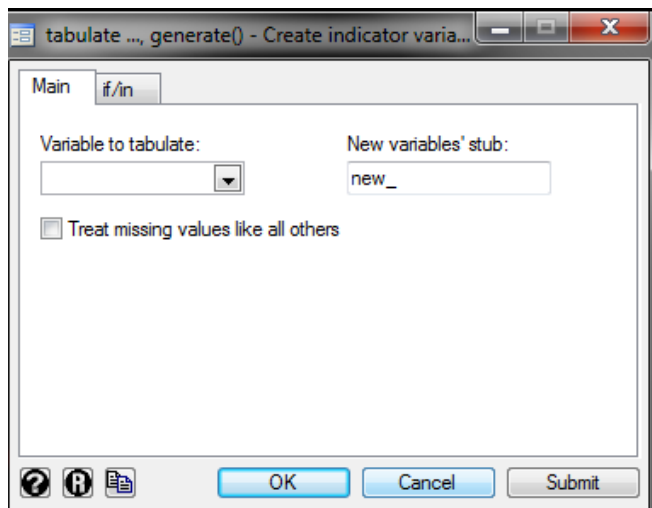 tabulate ..., generate() - Create indicator varia...
Main if/in
Variable to tabulate: New variables' stub:
new_
Treat missing values like all others
? R OK Cancel Submit